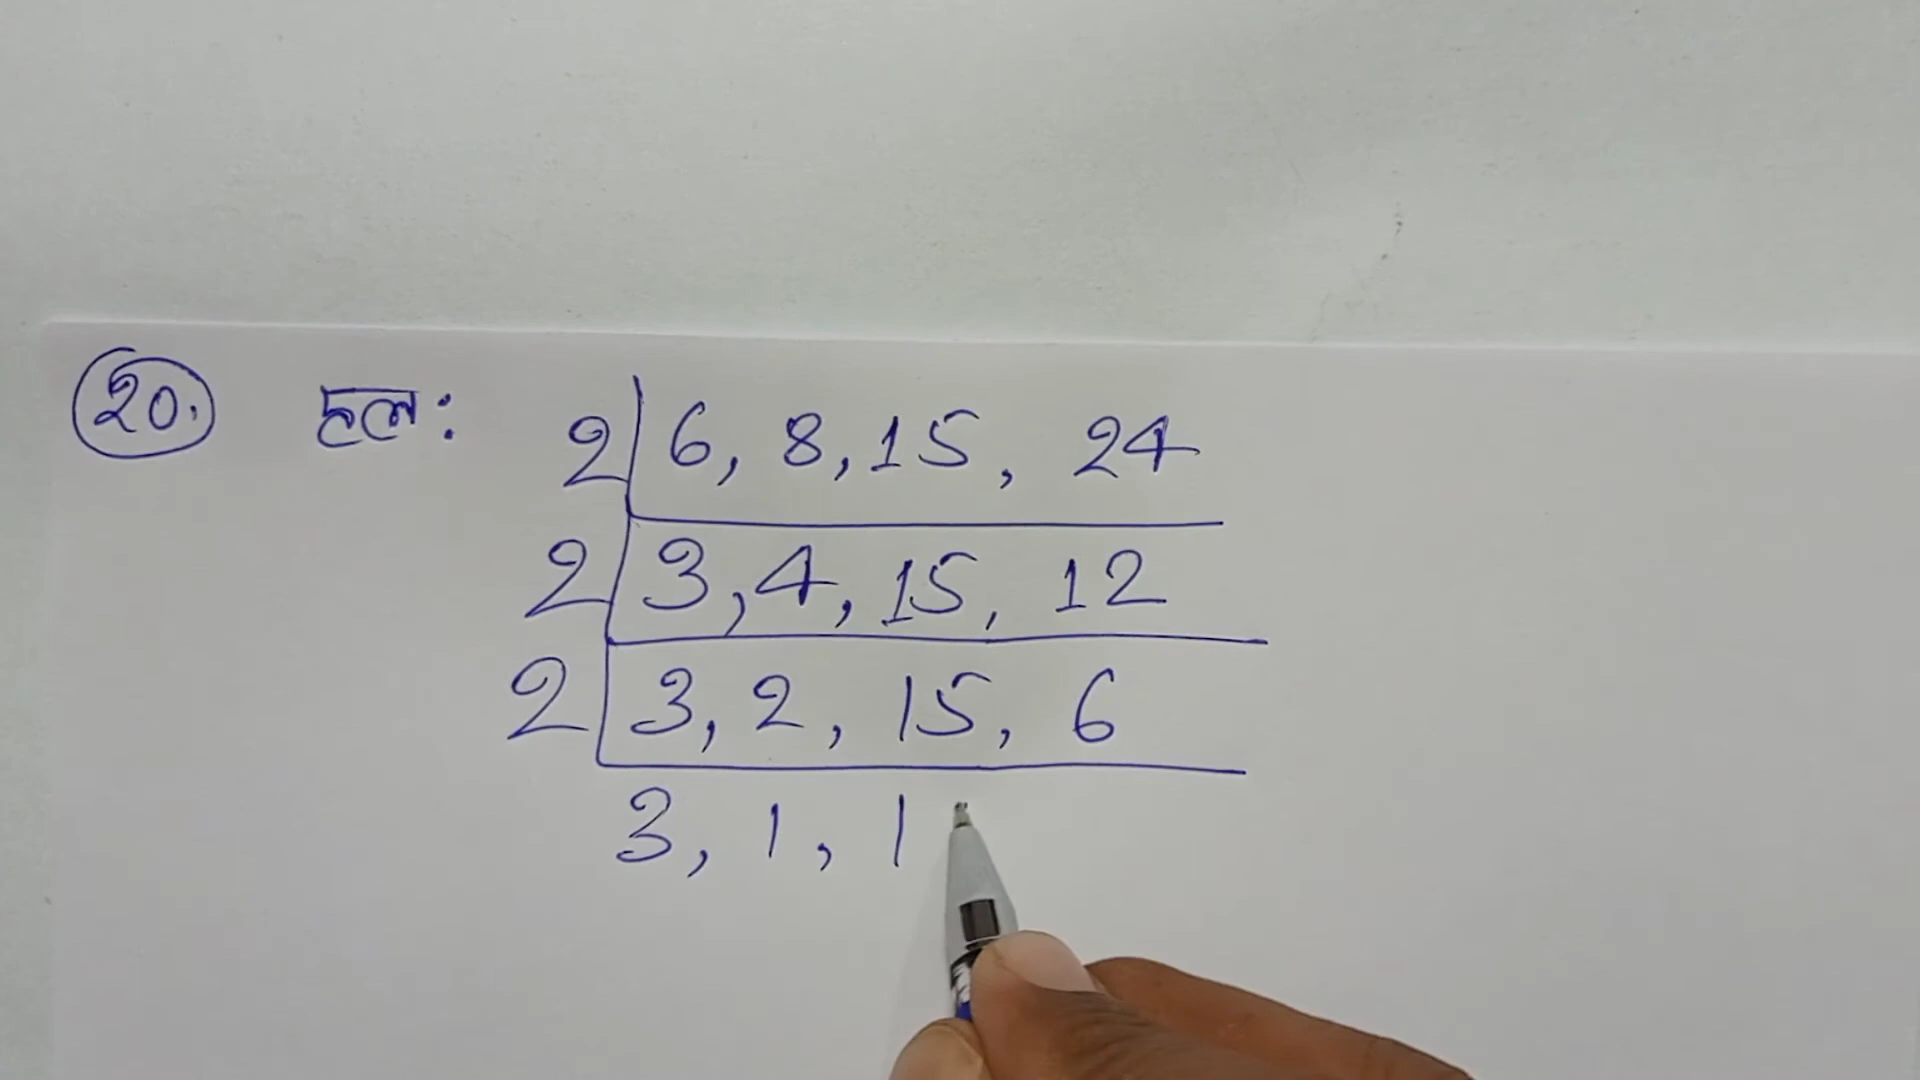 20. হল: 2 | 6, 8, 15, 24
2 | 3, 4, 15, 12
2 | 3, 2, 15, 6
3, 1, 1